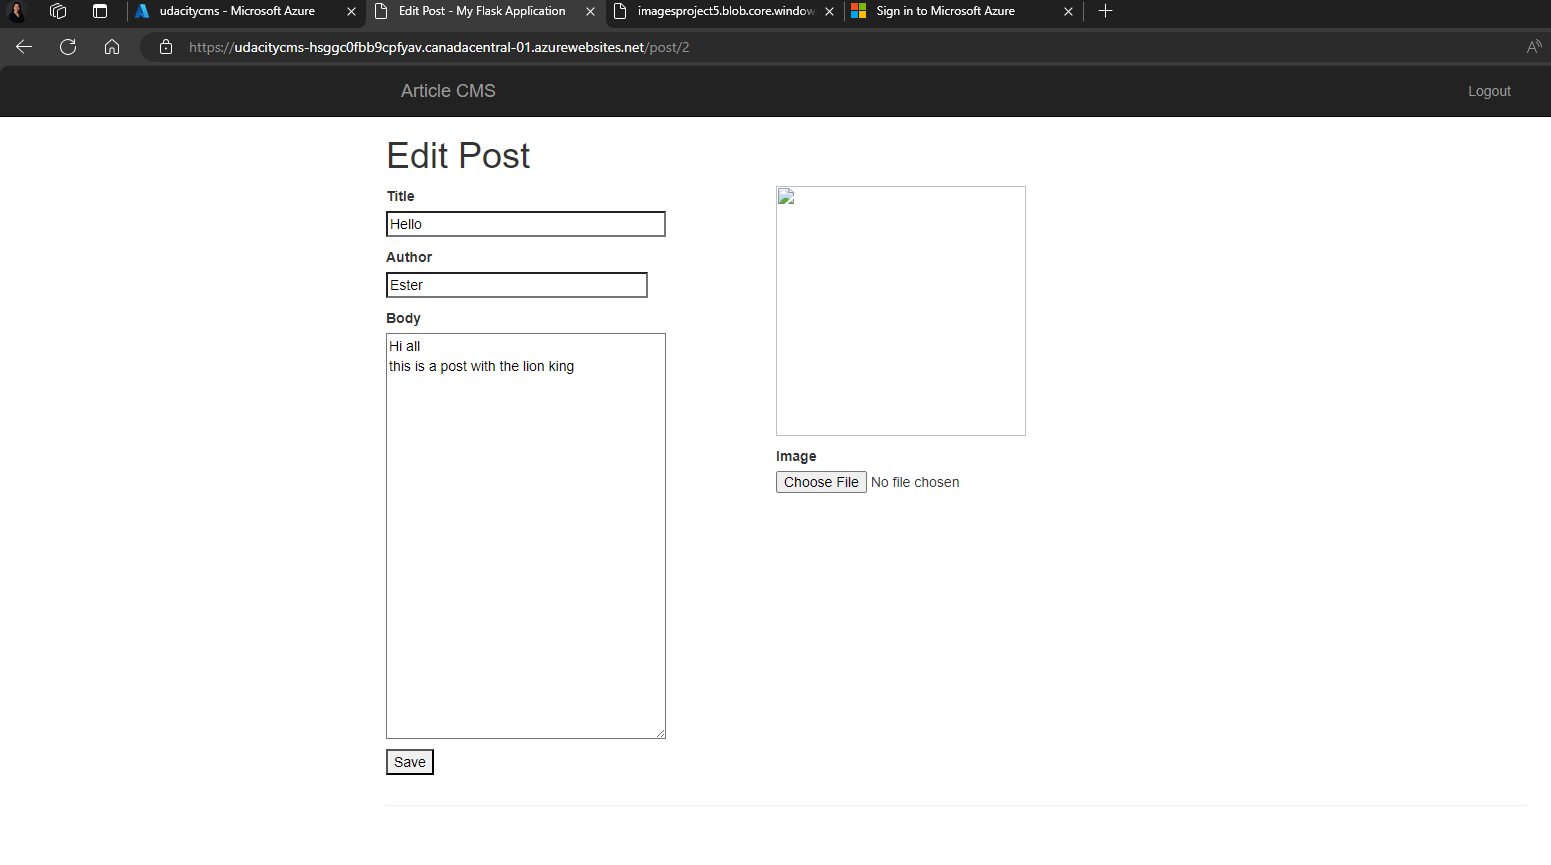 udacitycms - Microsoft Azure
Edit Post - My Flask Application
imagesproject5.blob.core.window
Sign in to Microsoft Azure
https://udacitycms-hsggc0fbb9cpfyav.canadacentral-01.azurewebsites.net/post/2
Article CMS
Logout
Edit Post
Title
Hello
Author
Ester
Body
Hi all
this is a post with the lion king
Image
Choose File No file chosen
Save